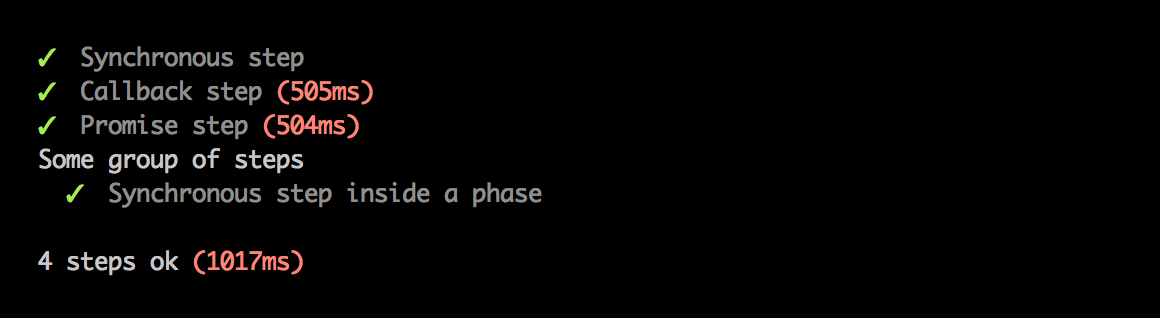 ✓ Synchronous step
✓ Callback step (505ms)
✓ Promise step (504ms)
Some group of steps
✓ Synchronous step inside a phase
4 steps ok (1017ms)